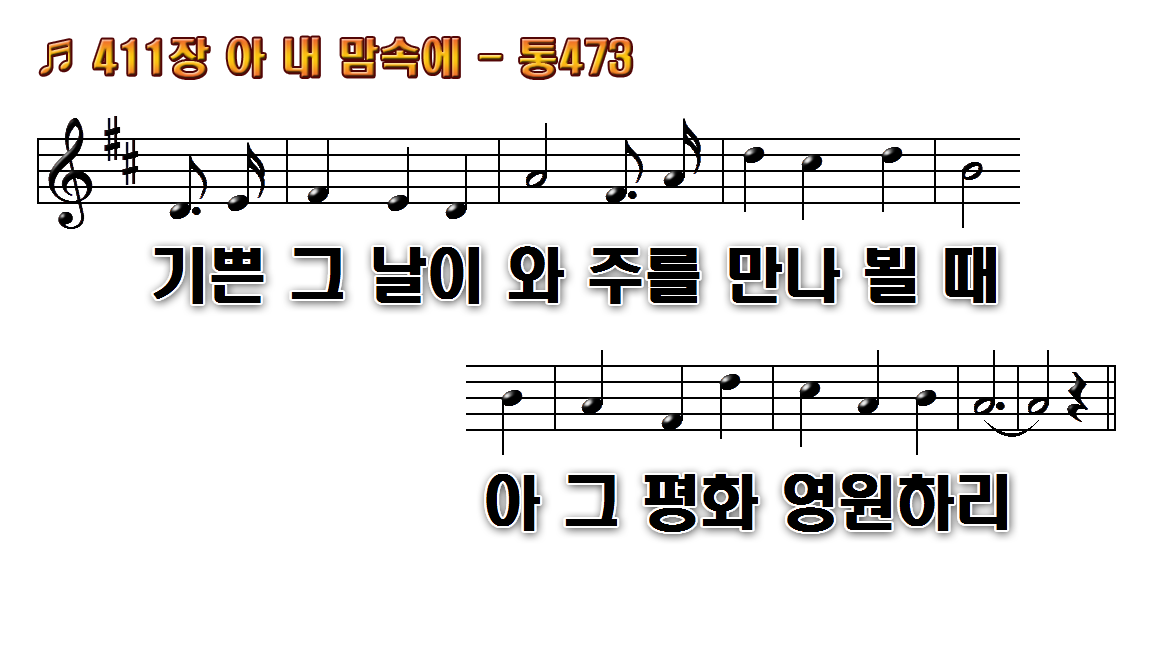 ♬ 411장 아 내 맘속에 - 통473
기쁜 그 날이 와 주를 만나 뵐 때
아 그 평화 영원하리